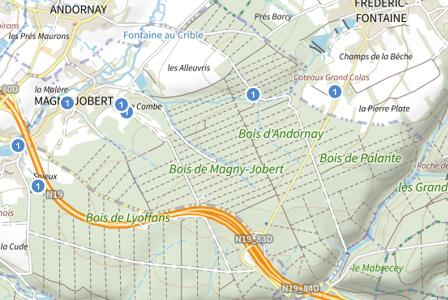 ANDORNAY
FRÉDÉRIC-
FONTAINE
Prés Barry
les Prés Maurons
Fontaine au Crible
Champs de la Bêche
les Alleuvris
Coteaux Grand Colas
80D
la Malère
MAGNY-JOBERT
la Combe
la Pierre Plate
Bois d'Andornay
Bois de Palante
Bois de Magny-Jobert
Roche de
les Grand
N19
Bois de Lyoffans
la Cude
N19 83D
le Mabrecey
N19 84D